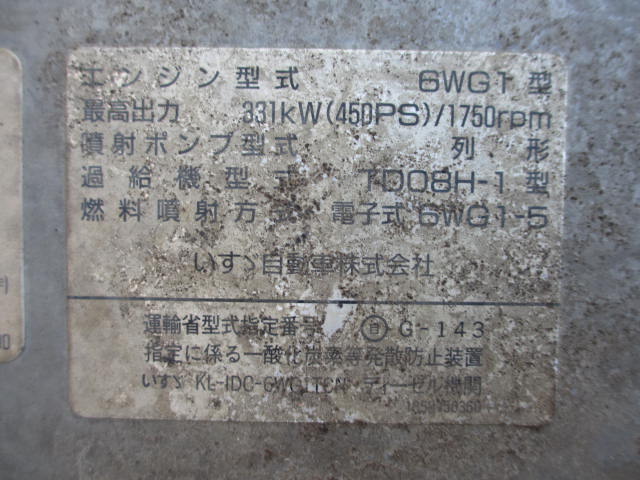 エンジン型式 6WG1型
最高出力 331kW(450PS)/1750rpm
噴射ポンプ型式 列形
過給機型式 TD08H-1型
燃料噴射方式 電子式 6WG1-5
いすゞ自動車株式会社
運輸省型式指定番号 自 G-143
指定に係る一酸化炭素等発散防止装置
いすゞ KL-IDC-6WG1TCN ディーゼル機関